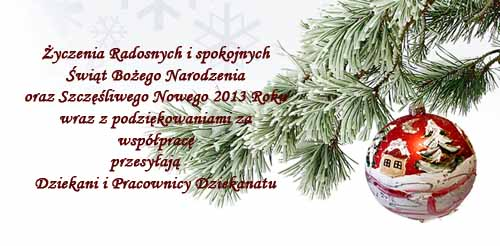 Życzenia Radosnych i spokojnych
Świąt Bożego Narodzenia
oraz Szczęśliwego Nowego 2013 Roku
wraz z podziękowaniami za
współpracę
przesyłają
Dziekani i Pracownicy Dziekanatu